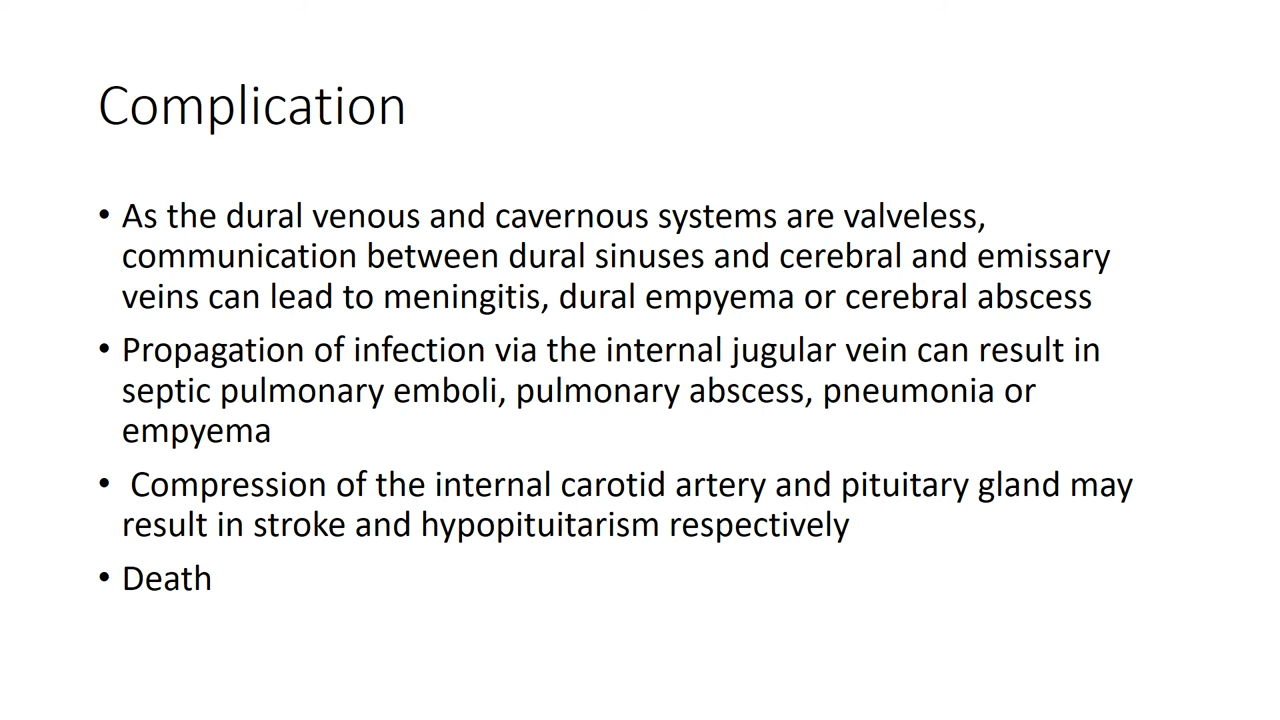 Complication
• As the dural venous and cavernous systems are valveless,
communication between dural sinuses and cerebral and emissary
veins can lead to meningitis, dural empyema or cerebral abscess
• Propagation of infection via the internal jugular vein can result in
septic pulmonary emboli, pulmonary abscess, pneumonia or
empyema
• Compression of the internal carotid artery and pituitary gland may
result in stroke and hypopituitarism respectively
• Death